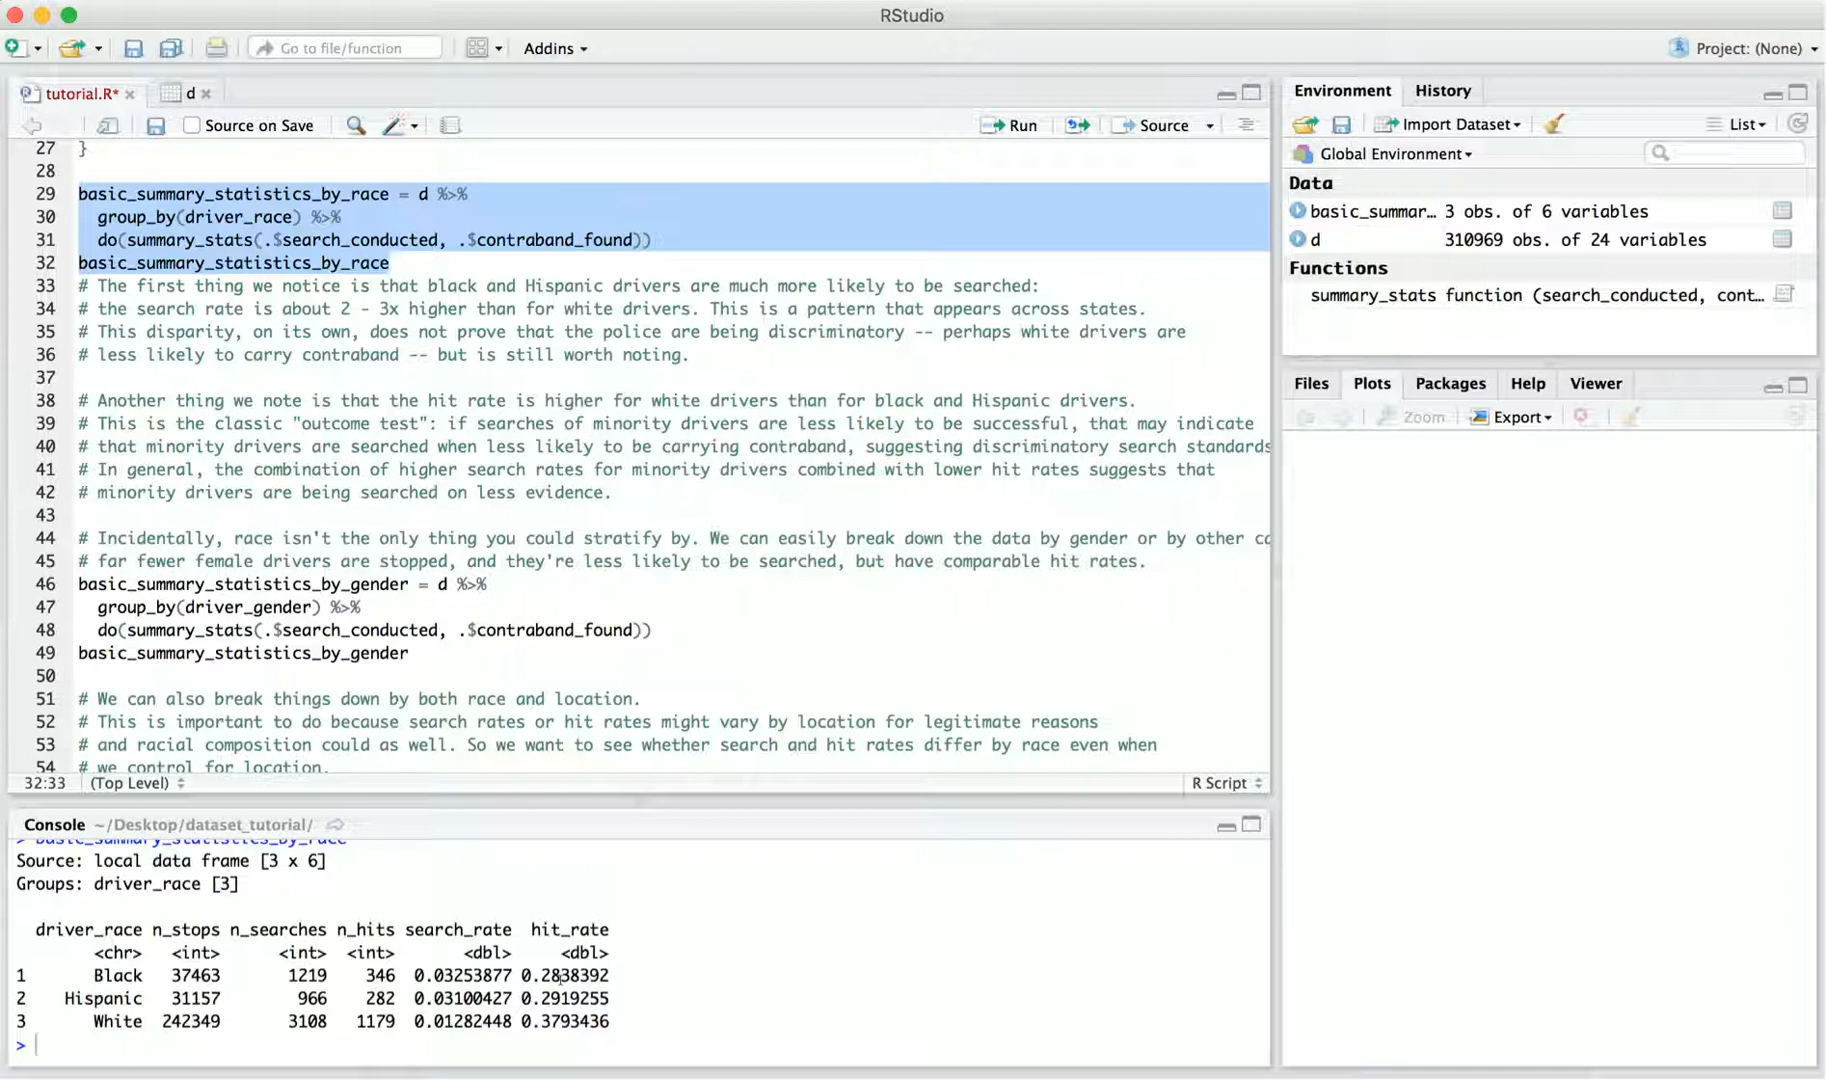 RStudio
Go to file/function
Addins
Project: (None)
tutorial.R*
d
Source on Save
Run
Source
27 }
28
29 basic_summary_statistics_by_race = d %>%
30   group_by(driver_race) %>%
31   do(summary_stats(.$search_conducted, .$contraband_found))
32 basic_summary_statistics_by_race
33 # The first thing we notice is that black and Hispanic drivers are much more likely to be searched:
34 # the search rate is about 2 - 3x higher than for white drivers. This is a pattern that appears across states.
35 # This disparity, on its own, does not prove that the police are being discriminatory -- perhaps white drivers are
36 # less likely to carry contraband -- but is still worth noting.
37
38 # Another thing we note is that the hit rate is higher for white drivers than for black and Hispanic drivers.
39 # This is the classic "outcome test": if searches of minority drivers are less likely to be successful, that may indicate
40 # that minority drivers are searched when less likely to be carrying contraband, suggesting discriminatory search standards
41 # In general, the combination of higher search rates for minority drivers combined with lower hit rates suggests that
42 # minority drivers are being searched on less evidence.
43
44 # Incidentally, race isn't the only thing you could stratify by. We can easily break down the data by gender or by other
45 # far fewer female drivers are stopped, and they're less likely to be searched, but have comparable hit rates.
46 basic_summary_statistics_by_gender = d %>%
47   group_by(driver_gender) %>%
48   do(summary_stats(.$search_conducted, .$contraband_found))
49 basic_summary_statistics_by_gender
50
51 # We can also break things down by both race and location.
52 # This is important to do because search rates or hit rates might vary by location for legitimate reasons
53 # and racial composition could as well. So we want to see whether search and hit rates differ by race even when
54 # we control for location.
32:33 (Top Level) R Script
Console ~/Desktop/dataset_tutorial/
> basic_summary_statistics_by_race
Source: local data frame [3 x 6]
Groups: driver_race [3]
driver_race n_stops n_searches n_hits search_rate hit_rate
<chr> <int> <int> <int> <dbl> <dbl>
1 Black 37463 1219 346 0.03253877 0.2838392
2 Hispanic 31157 966 282 0.03100427 0.2919255
3 White 242349 3108 1179 0.01282448 0.3793436
>
Environment History
Import Dataset List
Global Environment
Data
basic_summar… 3 obs. of 6 variables
d 310969 obs. of 24 variables
Functions
summary_stats function (search_conducted, cont…
Files Plots Packages Help Viewer
Zoom Export